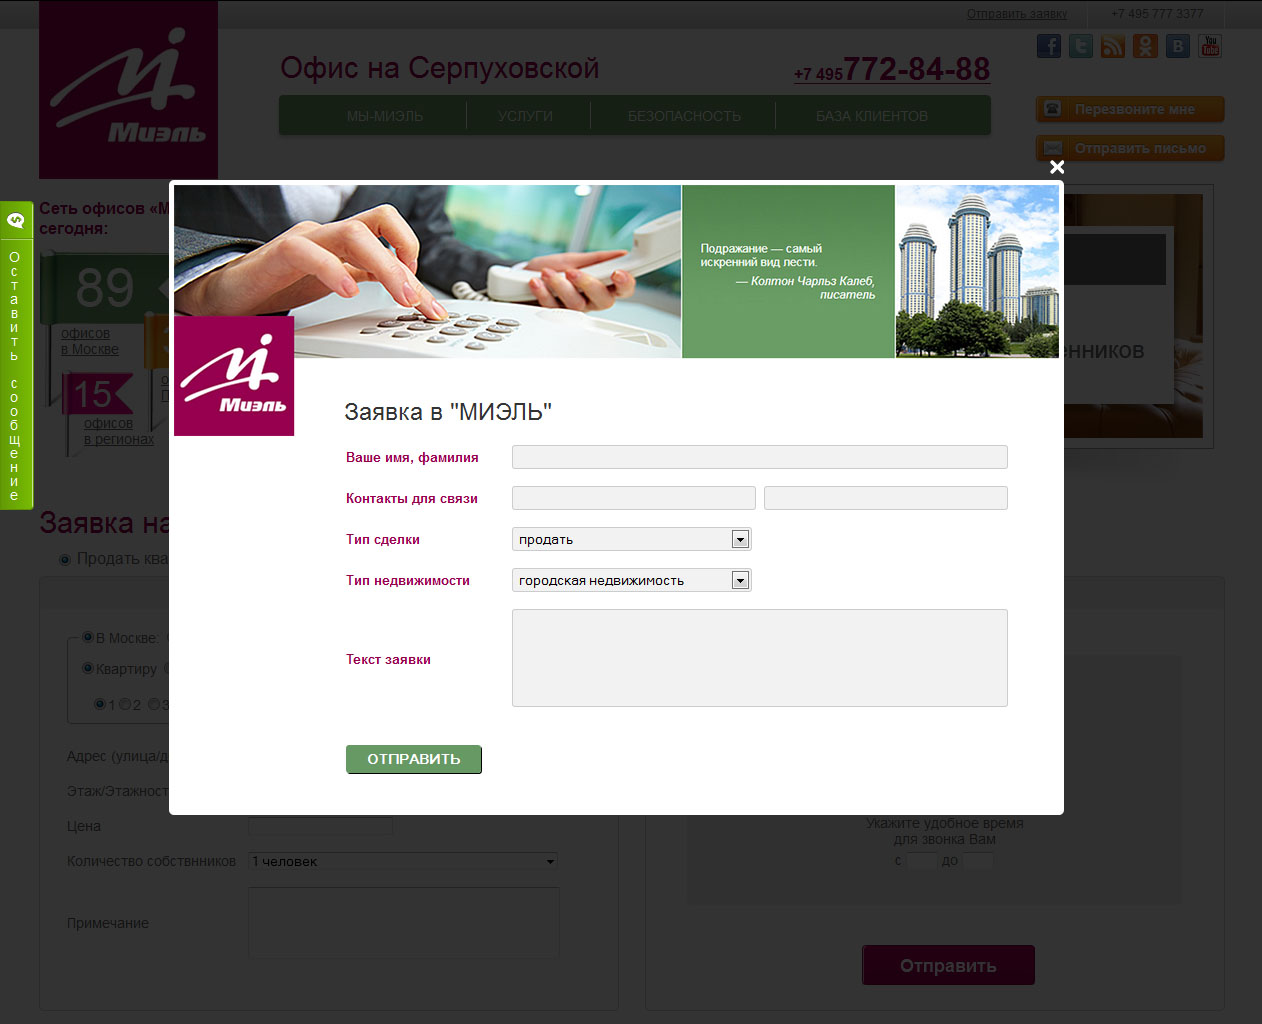 Отправить заявку
+7 495 777 3377
Миэль
Офис на Серпуховской
+7 495 772-84-88
You
Tube
МЫ-МИЭЛЬ
УСЛУГИ
БЕЗОПАСНОСТЬ
БАЗА КЛИЕНТОВ
Перезвоните мне
Отправить письмо
Сеть офисов «М
сегодня:
89
офисов
в Москве
15
офисов
в регионах
Оставить сообщение
Подражание — самый
искренний вид лести.
— Колтон Чарльз Калеб,
писатель
Миэль
ЕННИКОВ
Заявка в "МИЭЛЬ"
Ваше имя, фамилия
Контакты для связи
Тип сделки
продать
Тип недвижимости
городская недвижимость
Текст заявки
ОТПРАВИТЬ
Заявка на
Продать ква
В Москве.
Квартиру
1
2
3
Адрес (улица/д
Этаж/Этажност
Цена
Количество собствнников
1 человек
Примечание
Укажите удобное время
для звонка Вам
с
до
Отправить